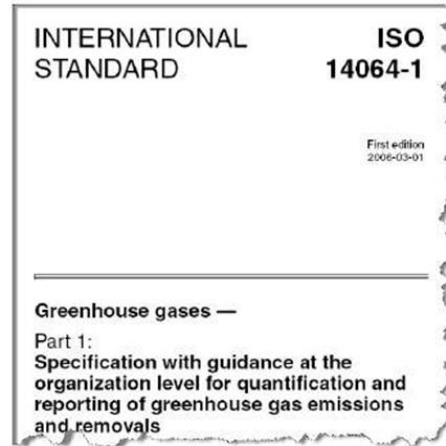 INTERNATIONAL
STANDARD
ISO
14064-1
First edition
2006-03-01
Greenhouse gases —
Part 1:
Specification with guidance at the
organization level for quantification and
reporting of greenhouse gas emissions
and removals